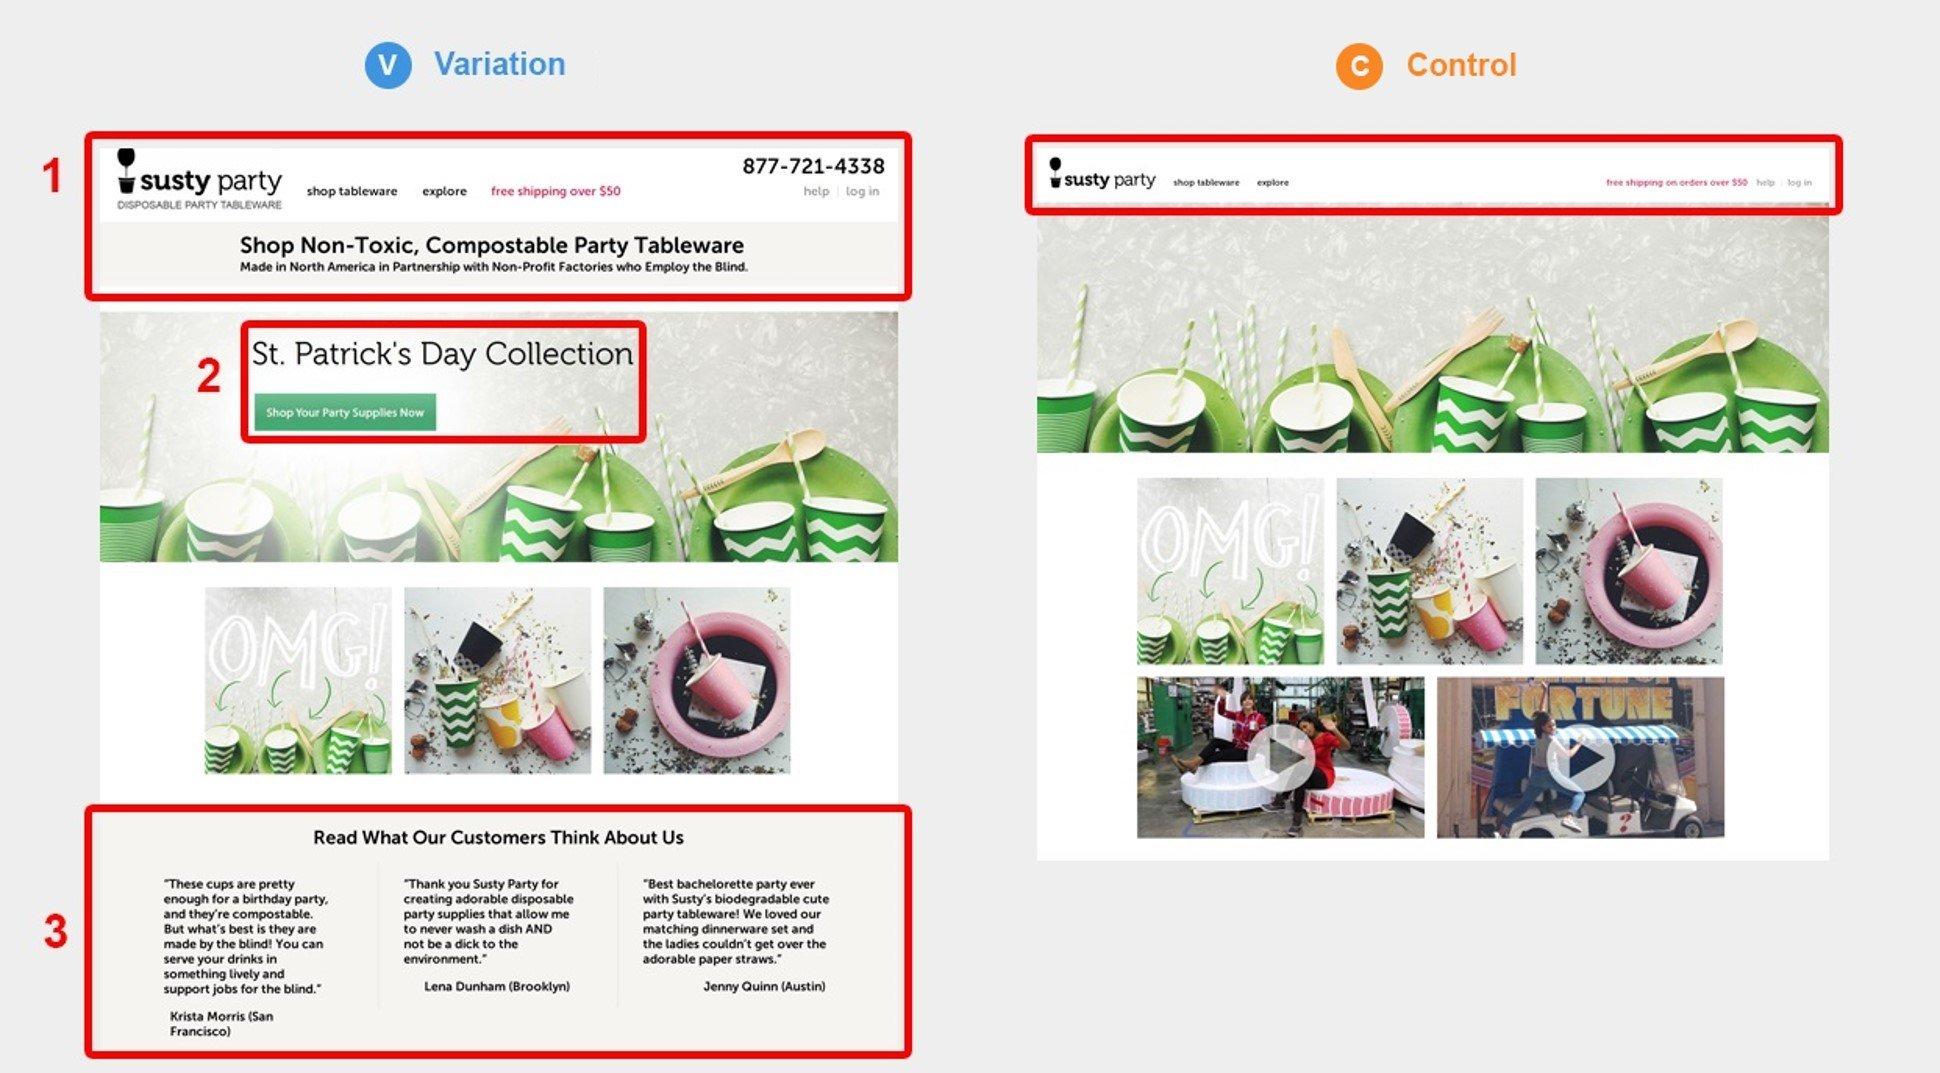 V Variation
1
susty party
DISPOSABLE PARTY TABLEWARE
shop tableware explore free shipping over $50
877-721-4338
help | log in
Shop Non-Toxic, Compostable Party Tableware
Made in North America in Partnership with Non-Profit Factories who Employ the Blind.
2
St. Patrick's Day Collection
Shop Your Party Supplies Now
OMG!
3
Read What Our Customers Think About Us
“These cups are pretty
enough for a birthday party,
and they’re compostable.
But what’s best is they are
made by the blind! You can
serve your drinks in
something lively and
support jobs for the blind.”
Krista Morris (San
Francisco)
“Thank you Susty Party for
creating adorable disposable
party supplies that allow me
to never wash a dish AND
not be a dick to the
environment.”
Lena Dunham (Brooklyn)
“Best bachelorette party ever
with Susty’s biodegradable cute
party tableware! We loved our
matching dinnerware set and
the ladies couldn’t get over the
adorable paper straws.”
Jenny Quinn (Austin)
C Control
susty party shop tableware explore free shipping on orders over $50 help | log in
OMG!
FORTUNE
?